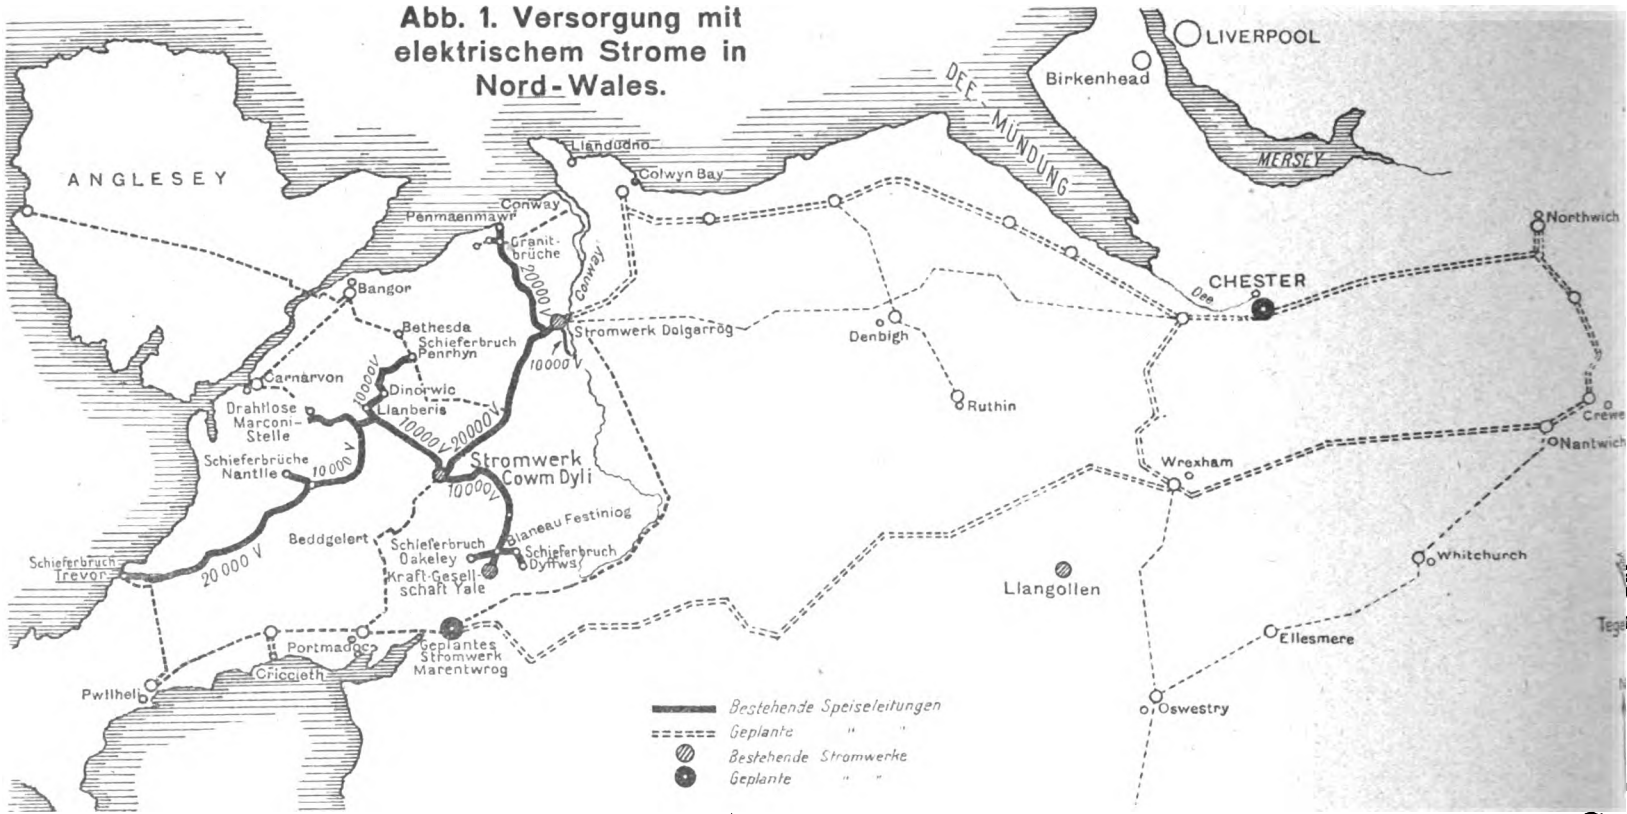 Abb. 1. Versorgung mit
elektrischem Strome in
Nord-Wales.
LIVERPOOL
Birkenhead
DEE-MÜNDUNG
MERSEY
Llandudno
Colwyn Bay
ANGLESEY
Conway
Penmaenmawr
Granit-
brüche
20000 V
Conway
Northwich
Bangor
CHESTER
Dee
Bethesda
Schieferbruch
Penrhyn
Stromwerk Dolgarrög
10000 V
Denbigh
Carnarvon
10000 V
Dinorwic
Llanberis
Ruthin
Drahtlose
Marconi-
Stelle
10000 V
20000 V
Crewe
Nantwich
Schieferbrüche
Nantlle
10000 V
Stromwerk
Cowm Dyli
10000 V
Wrexham
Beddgelert
Blaneau Festiniog
Schieferbruch
Oakeley
Schieferbruch
Dyffws
Kraft-Gesell-
schaft Yale
Schieferbruch
Trevor
20000 V
Whitchurch
Llangollen
Ellesmere
Tege
Portmadoc
Geplantes
Stromwerk
Marentwrog
Criccieth
Pwllheli
Oswestry
Bestehende Speiseleitungen
Geplante " "
Bestehende Stromwerke
Geplante " "